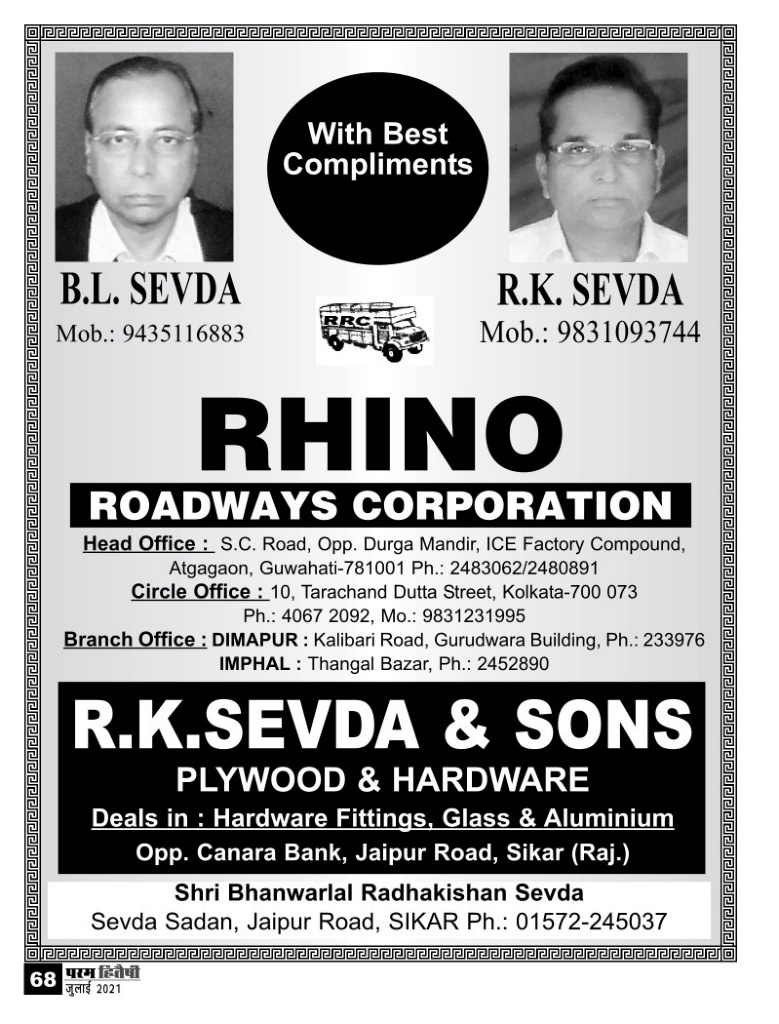 With Best
Compliments
B.L. SEVDA
Mob.: 9435116883
R.K. SEVDA
Mob.: 9831093744
RRC
RHINO
ROADWAYS CORPORATION
Head Office : S.C. Road, Opp. Durga Mandir, ICE Factory Compound,
Atgagaon, Guwahati-781001 Ph.: 2483062/2480891
Circle Office : 10, Tarachand Dutta Street, Kolkata-700 073
Ph.: 4067 2092, Mo.: 9831231995
Branch Office : DIMAPUR : Kalibari Road, Gurudwara Building, Ph.: 233976
IMPHAL : Thangal Bazar, Ph.: 2452890
R.K.SEVDA & SONS
PLYWOOD & HARDWARE
Deals in : Hardware Fittings, Glass & Aluminium
Opp. Canara Bank, Jaipur Road, Sikar (Raj.)
Shri Bhanwarlal Radhakishan Sevda
Sevda Sadan, Jaipur Road, SIKAR Ph.: 01572-245037
68 परम हितैषी
जुलाई 2021